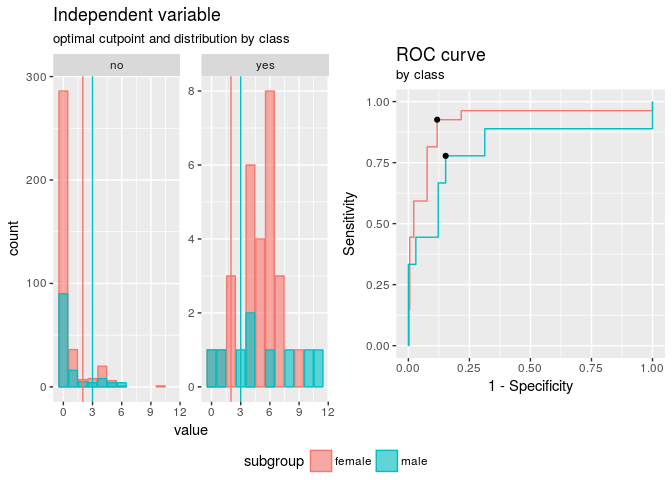 Independent variable
optimal cutpoint and distribution by class
no
yes
count
300
200
100
0
8
6
4
2
0
0 3 6 9 12
0 3 6 9 12
value
ROC curve
by class
Sensitivity
1.00
0.75
0.50
0.25
0.00
0.00 0.25 0.50 0.75 1.00
1 - Specificity
subgroup female male